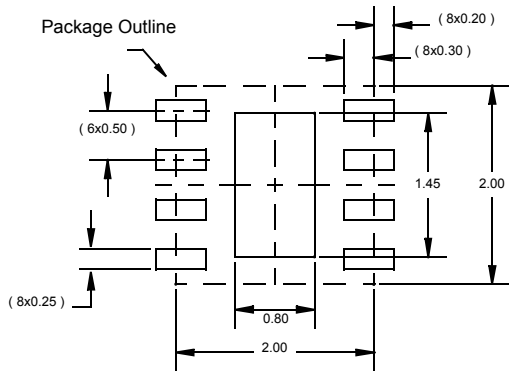 ( 8x0.20 )
Package Outline
( 8x0.30 )
( 6x0.50 )
1.45
2.00
( 8x0.25 )
0.80
2.00